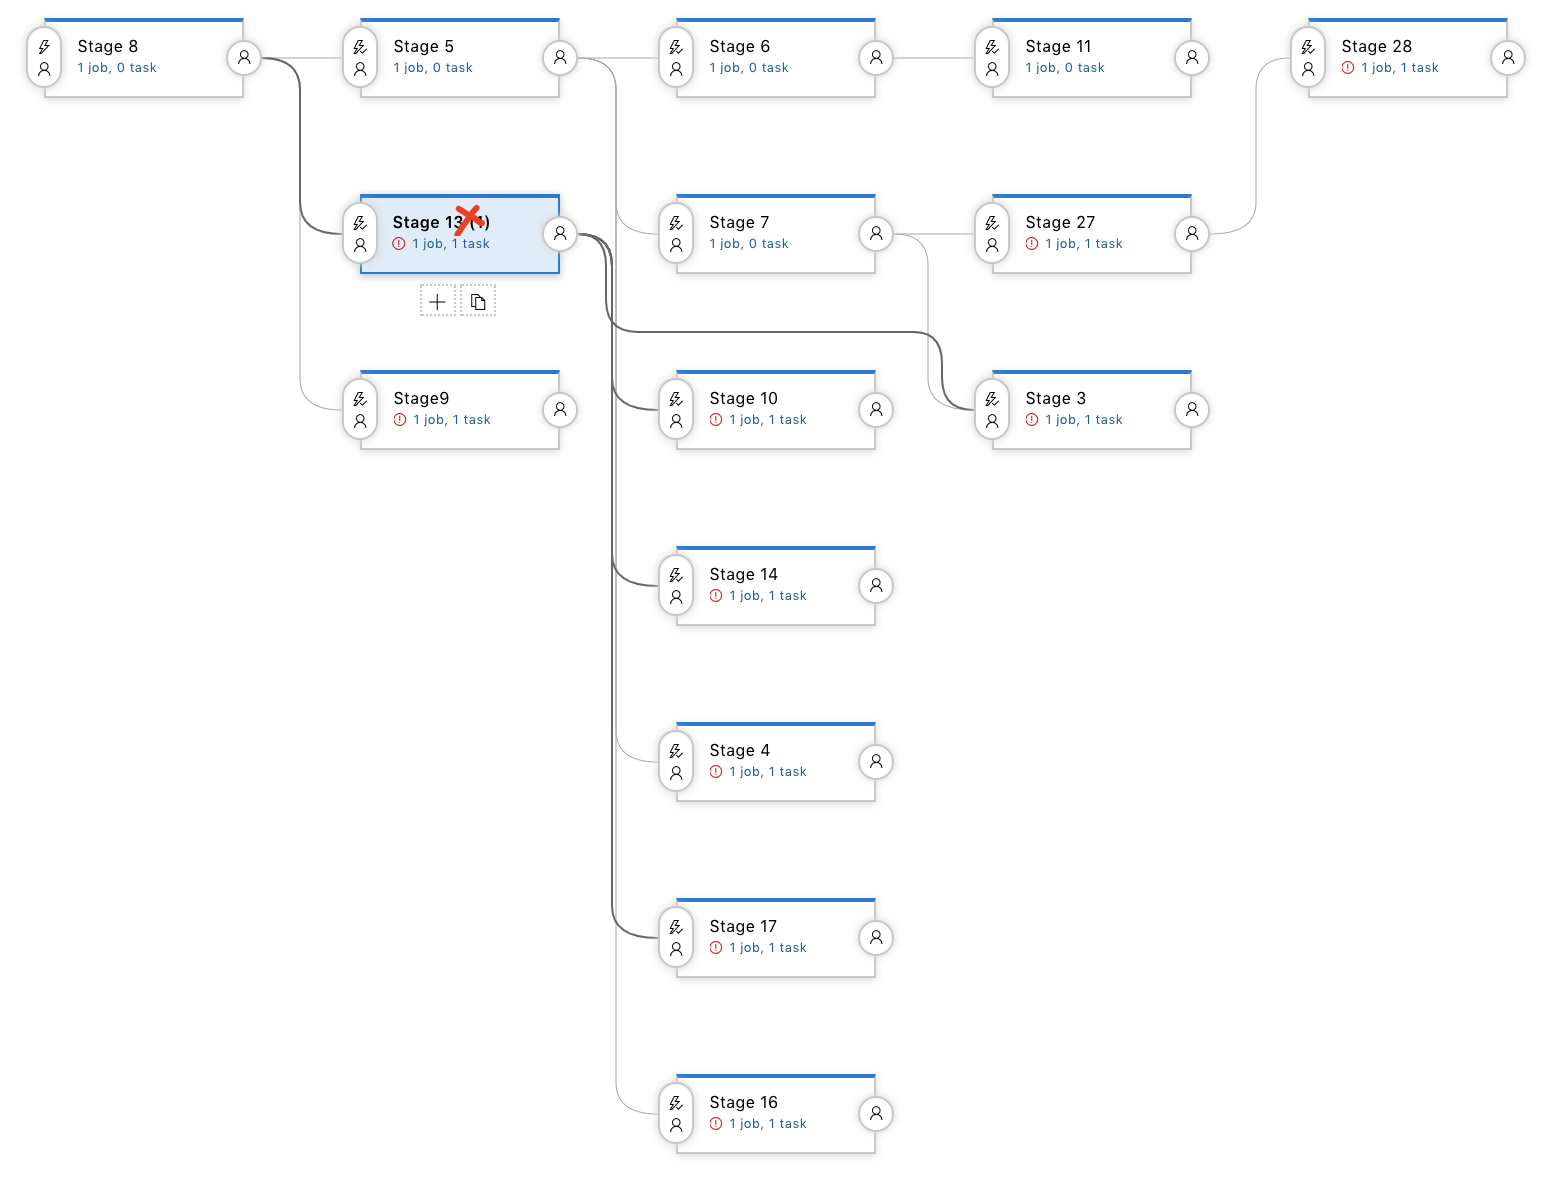 Stage 8
1 job, 0 task
Stage 5
1 job, 0 task
Stage 6
1 job, 0 task
Stage 11
1 job, 0 task
Stage 28
1 job, 1 task
Stage 13 (1)
1 job, 1 task
Stage 7
1 job, 0 task
Stage 27
1 job, 1 task
Stage9
1 job, 1 task
Stage 10
1 job, 1 task
Stage 3
1 job, 1 task
Stage 14
1 job, 1 task
Stage 4
1 job, 1 task
Stage 17
1 job, 1 task
Stage 16
1 job, 1 task